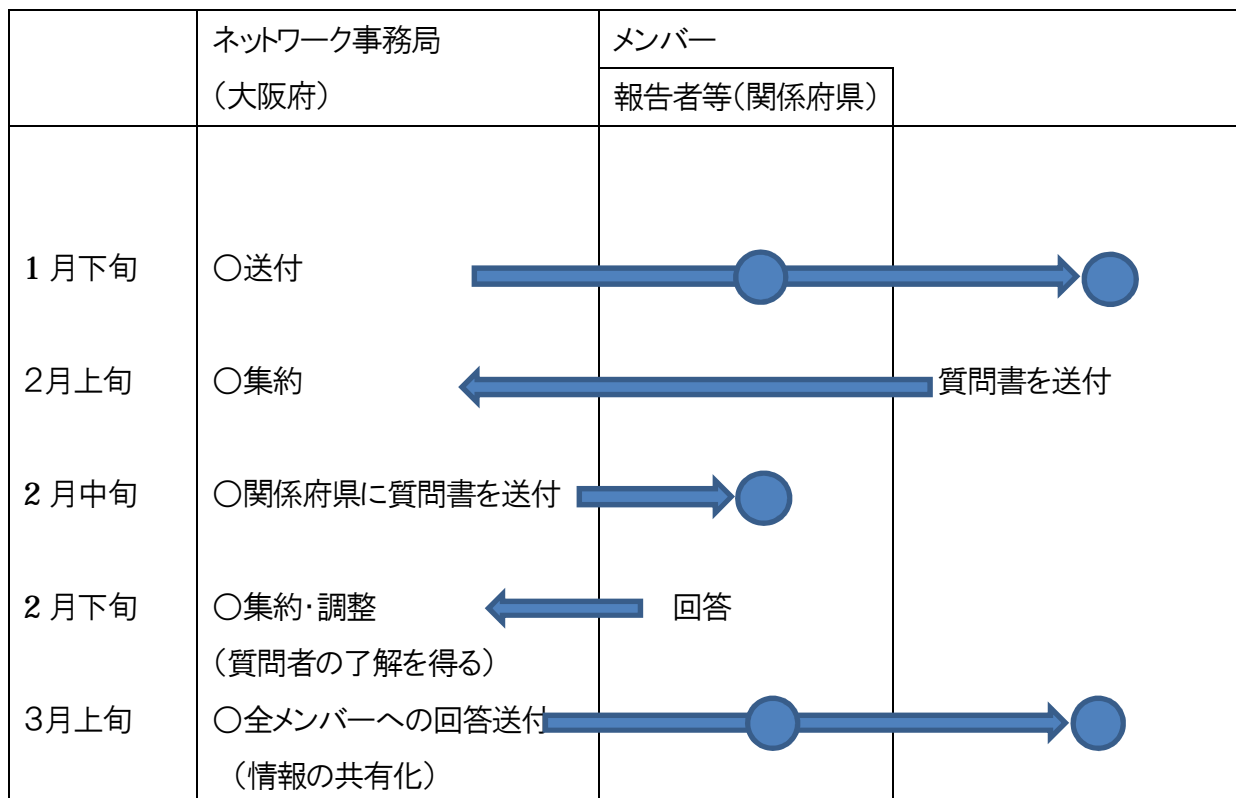 ネットワーク事務局
(大阪府)
メンバー
報告者等(関係府県)
1月下旬 ○送付
2月上旬 ○集約 質問書を送付
2月中旬 ○関係府県に質問書を送付
2月下旬 ○集約・調整 回答
(質問者の了解を得る)
3月上旬 ○全メンバーへの回答送付
(情報の共有化)